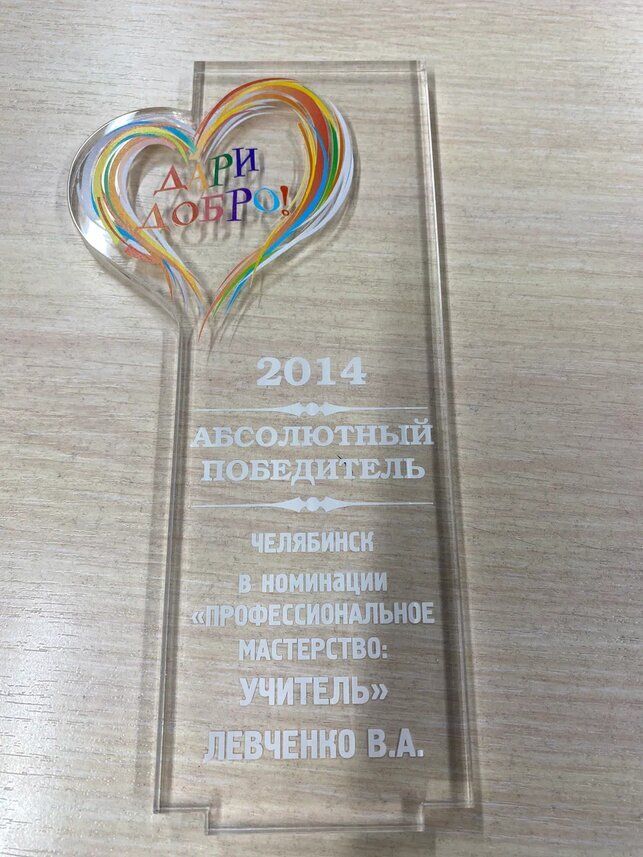 ДАРИ
ДОБРО!
2014
АБСОЛЮТНЫЙ
ПОБЕДИТЕЛЬ
ЧЕЛЯБИНСК
в номинации
«ПРОФЕССИОНАЛЬНОЕ
МАСТЕРСТВО:
УЧИТЕЛЬ»
ЛЕВЧЕНКО В.А.